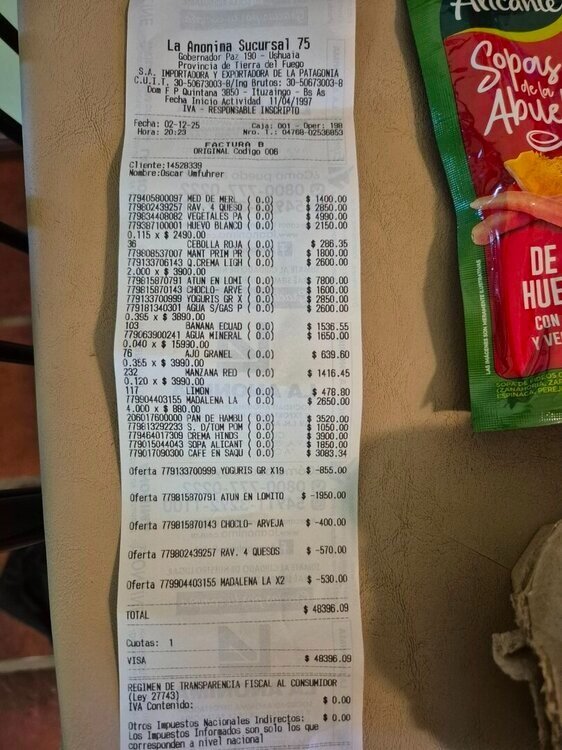 La Anonima Sucursal 75
Gobernador Paz 190 - Ushuaia
Provincia de Tierra del Fuego
S.A. IMPORTADORA Y EXPORTADORA DE LA PATAGONIA
C.U.I.T. 30-50673003-8/Ing Brutos: 30-50673003-8
Dom F P Quintana 3850 - Ituzaingo - Bs As
Fecha Inicio Actividad 11/04/1997
IVA - RESPONSABLE INSCRIPTO
Fecha: 02-12-25 Caja: 001 - Oper: 198
Hora: 20:23 Nro. T.: 04768-02536853
FACTURA B
ORIGINAL Codigo 006
Cliente:14528339
Nombre:Oscar Umfuhrer
779405800097 MED DE MERL ( 0.0) $ 1400.00
779802439257 RAV. 4 QUESO ( 0.0) $ 2850.00
779834408082 VEGETALES PA ( 0.0) $ 4990.00
779387100001 HUEVO BLANCO ( 0.0) $ 2150.00
0.115 x $ 2490.00
36 CEBOLLA ROJA ( 0.0) $ 286.35
779808537007 MANT PRIM PR ( 0.0) $ 1800.00
779133706143 Q.CREMA LIGH ( 0.0) $ 2600.00
2.000 x $ 3900.00
779815870791 ATUN EN LOMI ( 0.0) $ 7800.00
779815870143 CHOCLO- ARVE ( 0.0) $ 1600.00
779133700999 YOGURIS GR X ( 0.0) $ 2850.00
779181340301 AGUA S/GAS P ( 0.0) $ 2600.00
0.395 x $ 3890.00
103 BANANA ECUAD ( 0.0) $ 1536.55
779063900241 AGUA MINERAL ( 0.0) $ 1650.00
0.040 x $ 15990.00
76 AJO GRANEL ( 0.0) $ 639.60
0.355 x $ 3990.00
232 MANZANA RED ( 0.0) $ 1416.45
0.120 x $ 3990.00
117 LIMON ( 0.0) $ 478.80
779904403155 MADALENA LA ( 0.0) $ 2650.00
4.000 x $ 880.00
206017600000 PAN DE HAMBU ( 0.0) $ 3520.00
779813292233 S. D/TOM POM ( 0.0) $ 1050.00
779464017309 CREMA HINDS ( 0.0) $ 3900.00
779015044043 SOPA ALICANT ( 0.0) $ 1850.00
779017090300 CAFE EN SAQU ( 0.0) $ 3083.34
Oferta 779133700999 YOGURIS GR X19 $ -855.00
Oferta 779815870791 ATUN EN LOMITO $ -1950.00
Oferta 779815870143 CHOCLO- ARVEJA $ -400.00
Oferta 779802439257 RAV. 4 QUESOS $ -570.00
Oferta 779904403155 MADALENA LA X2 $ -530.00
TOTAL $ 48396.09
Cuotas: 1
VISA $ 48396.09
REGIMEN DE TRANSPARENCIA FISCAL AL CONSUMIDOR
(Ley 27743)
IVA Contenido: $ 0.00
Otros Impuestos Nacionales Indirectos: $ 0.00
Los Impuestos Informados son solo los que
corresponden a nivel nacional
Alicante
Sopas
de la
Abue
DE
HUE
CON
Y VE
LAS IMÁGENES SON MERAMENTE ILUSTRATIVAS